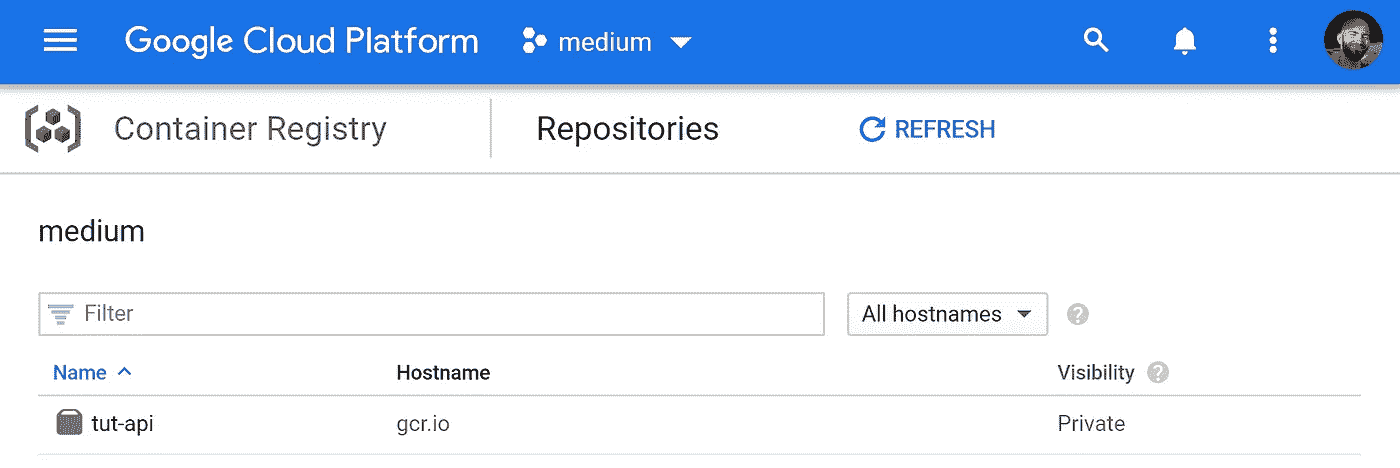 Google Cloud Platform medium
Container Registry Repositories REFRESH
medium
Filter All hostnames ?
Name Hostname Visibility ?
tut-api gcr.io Private